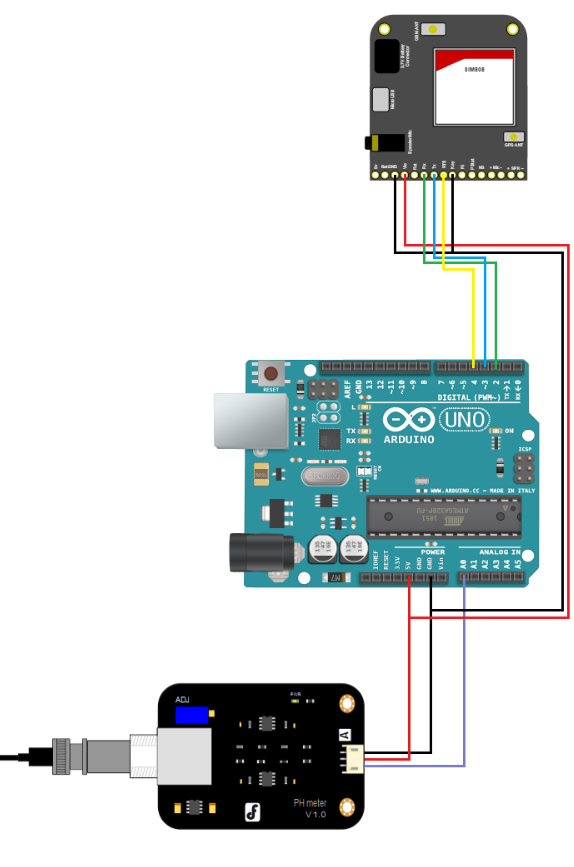 GSM ANT
3.7V Battery
Connector
SIM808
Micro USB
GPS-ANT
RESET
AREF
GND
13
12
~11
~10
~9
8
7
~6
~5
4
~3
2
TX→1
RX←0
DIGITAL (PWM~)
L
TX
RX
ARDUINO
UNO
ON
ICSP
WWW.ARDUINO.CC – MADE IN ITALY
ATMEGA328P-PU
POWER
ANALOG IN
IOREF
RESET
3.3V
5V
GND
GND
Vin
A0
A1
A2
A3
A4
A5
ADJ
PWR
A
PH meter
V 1.0